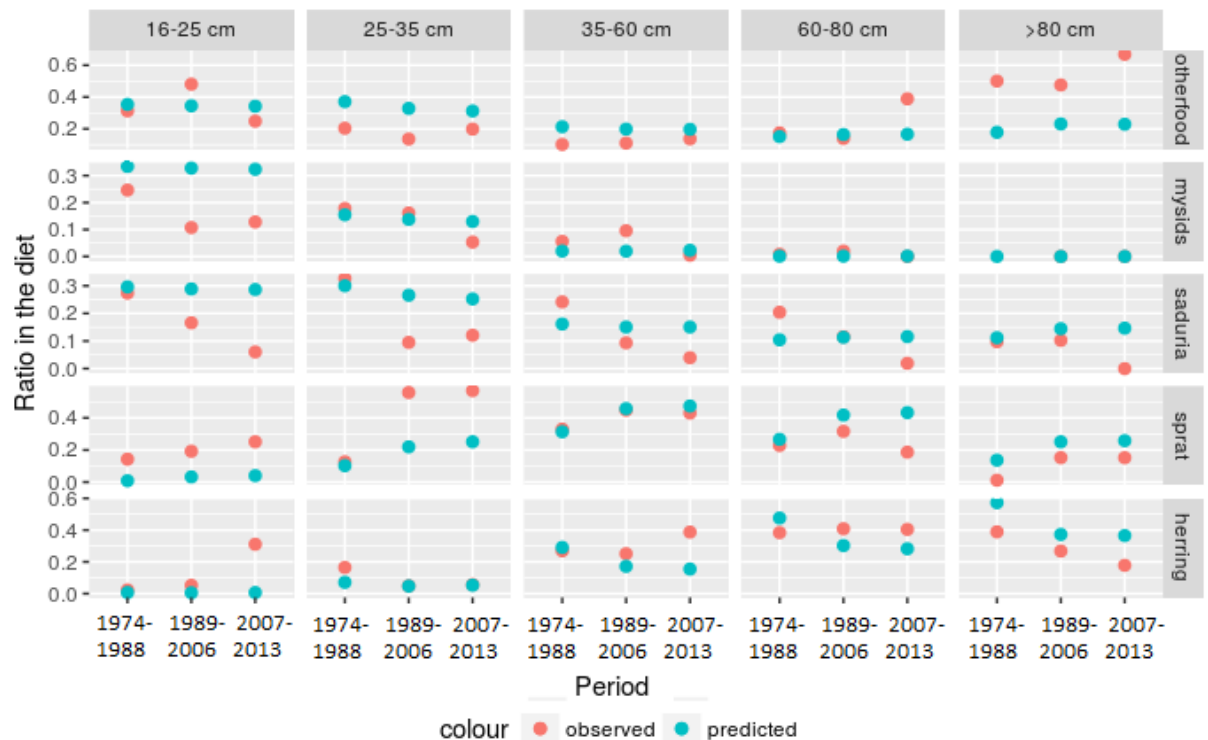 16-25 cm 25-35 cm 35-60 cm 60-80 cm >80 cm
0.6
0.4
0.2
otherfood
0.3
0.2
0.1
0.0
mysids
0.3
0.2
0.1
0.0
saduria
0.4
0.2
0.0
sprat
0.6
0.4
0.2
0.0
herring
Ratio in the diet
1974- 1989- 2007- 1974- 1989- 2007- 1974- 1989- 2007- 1974- 1989- 2007- 1974- 1989- 2007-
1988 2006 2013 1988 2006 2013 1988 2006 2013 1988 2006 2013 1988 2006 2013
Period
colour observed predicted